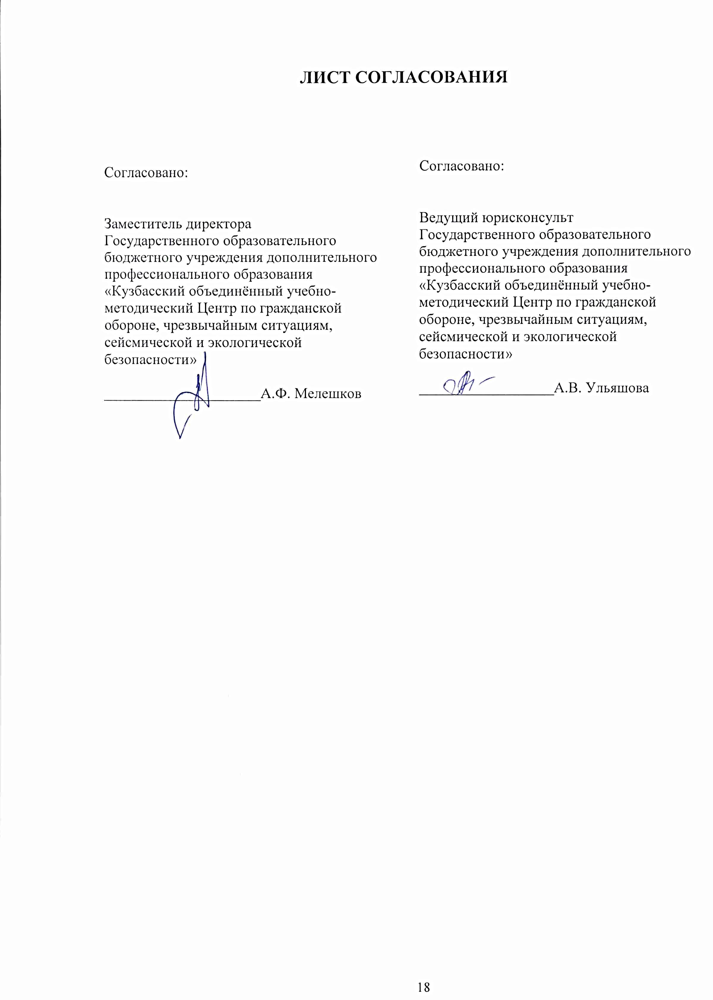 ЛИСТ СОГЛАСОВАНИЯ
Согласовано:
Заместитель директора
Государственного образовательного
бюджетного учреждения дополнительного
профессионального образования
«Кузбасский объединённый учебно-
методический Центр по гражданской
обороне, чрезвычайным ситуациям,
сейсмической и экологической
безопасности»
А.Ф. Мелешков
Согласовано:
Ведущий юрисконсульт
Государственного образовательного
бюджетного учреждения дополнительного
профессионального образования
«Кузбасский объединённый учебно-
методический Центр по гражданской
обороне, чрезвычайным ситуациям,
сейсмической и экологической
безопасности»
А.В. Ульяшова
18